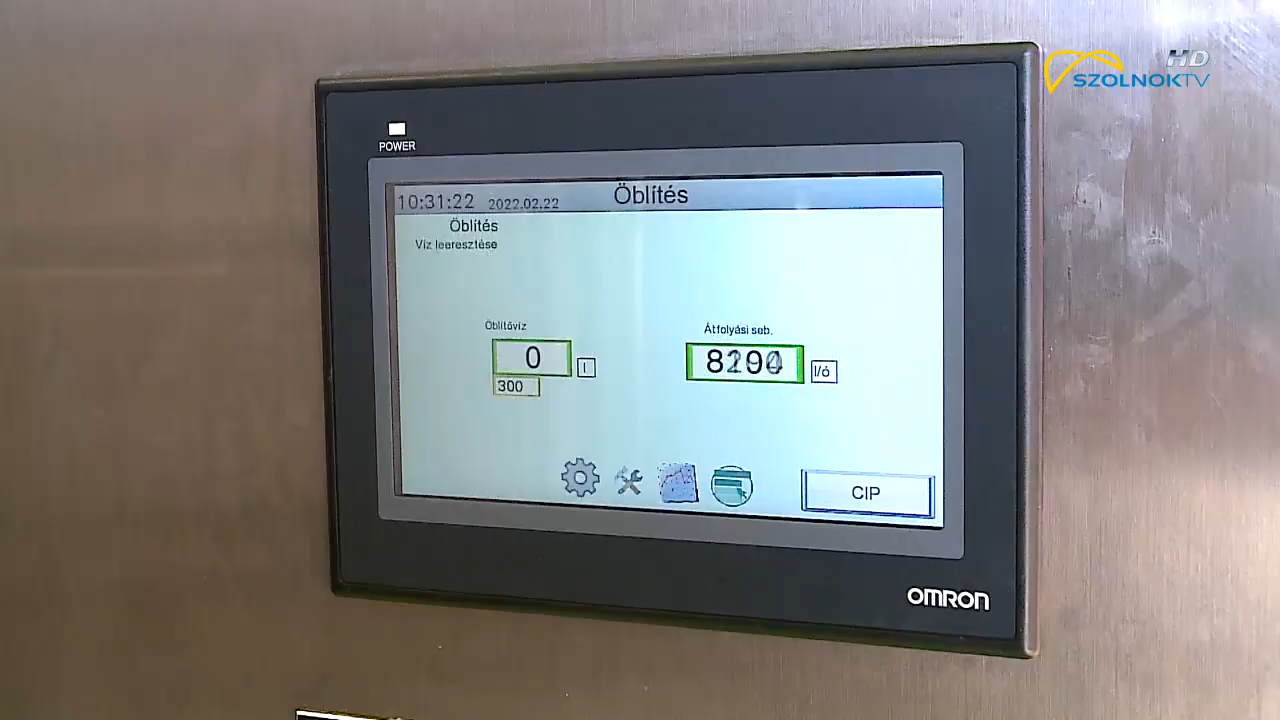 HD
SZOLNOKTV
POWER
10:31:22 2022.02.22 Öblítés
Öblítés
Víz leeresztése
Öblítővíz
0 l
300
Átfolyási seb.
l/ó
CIP
OMRON